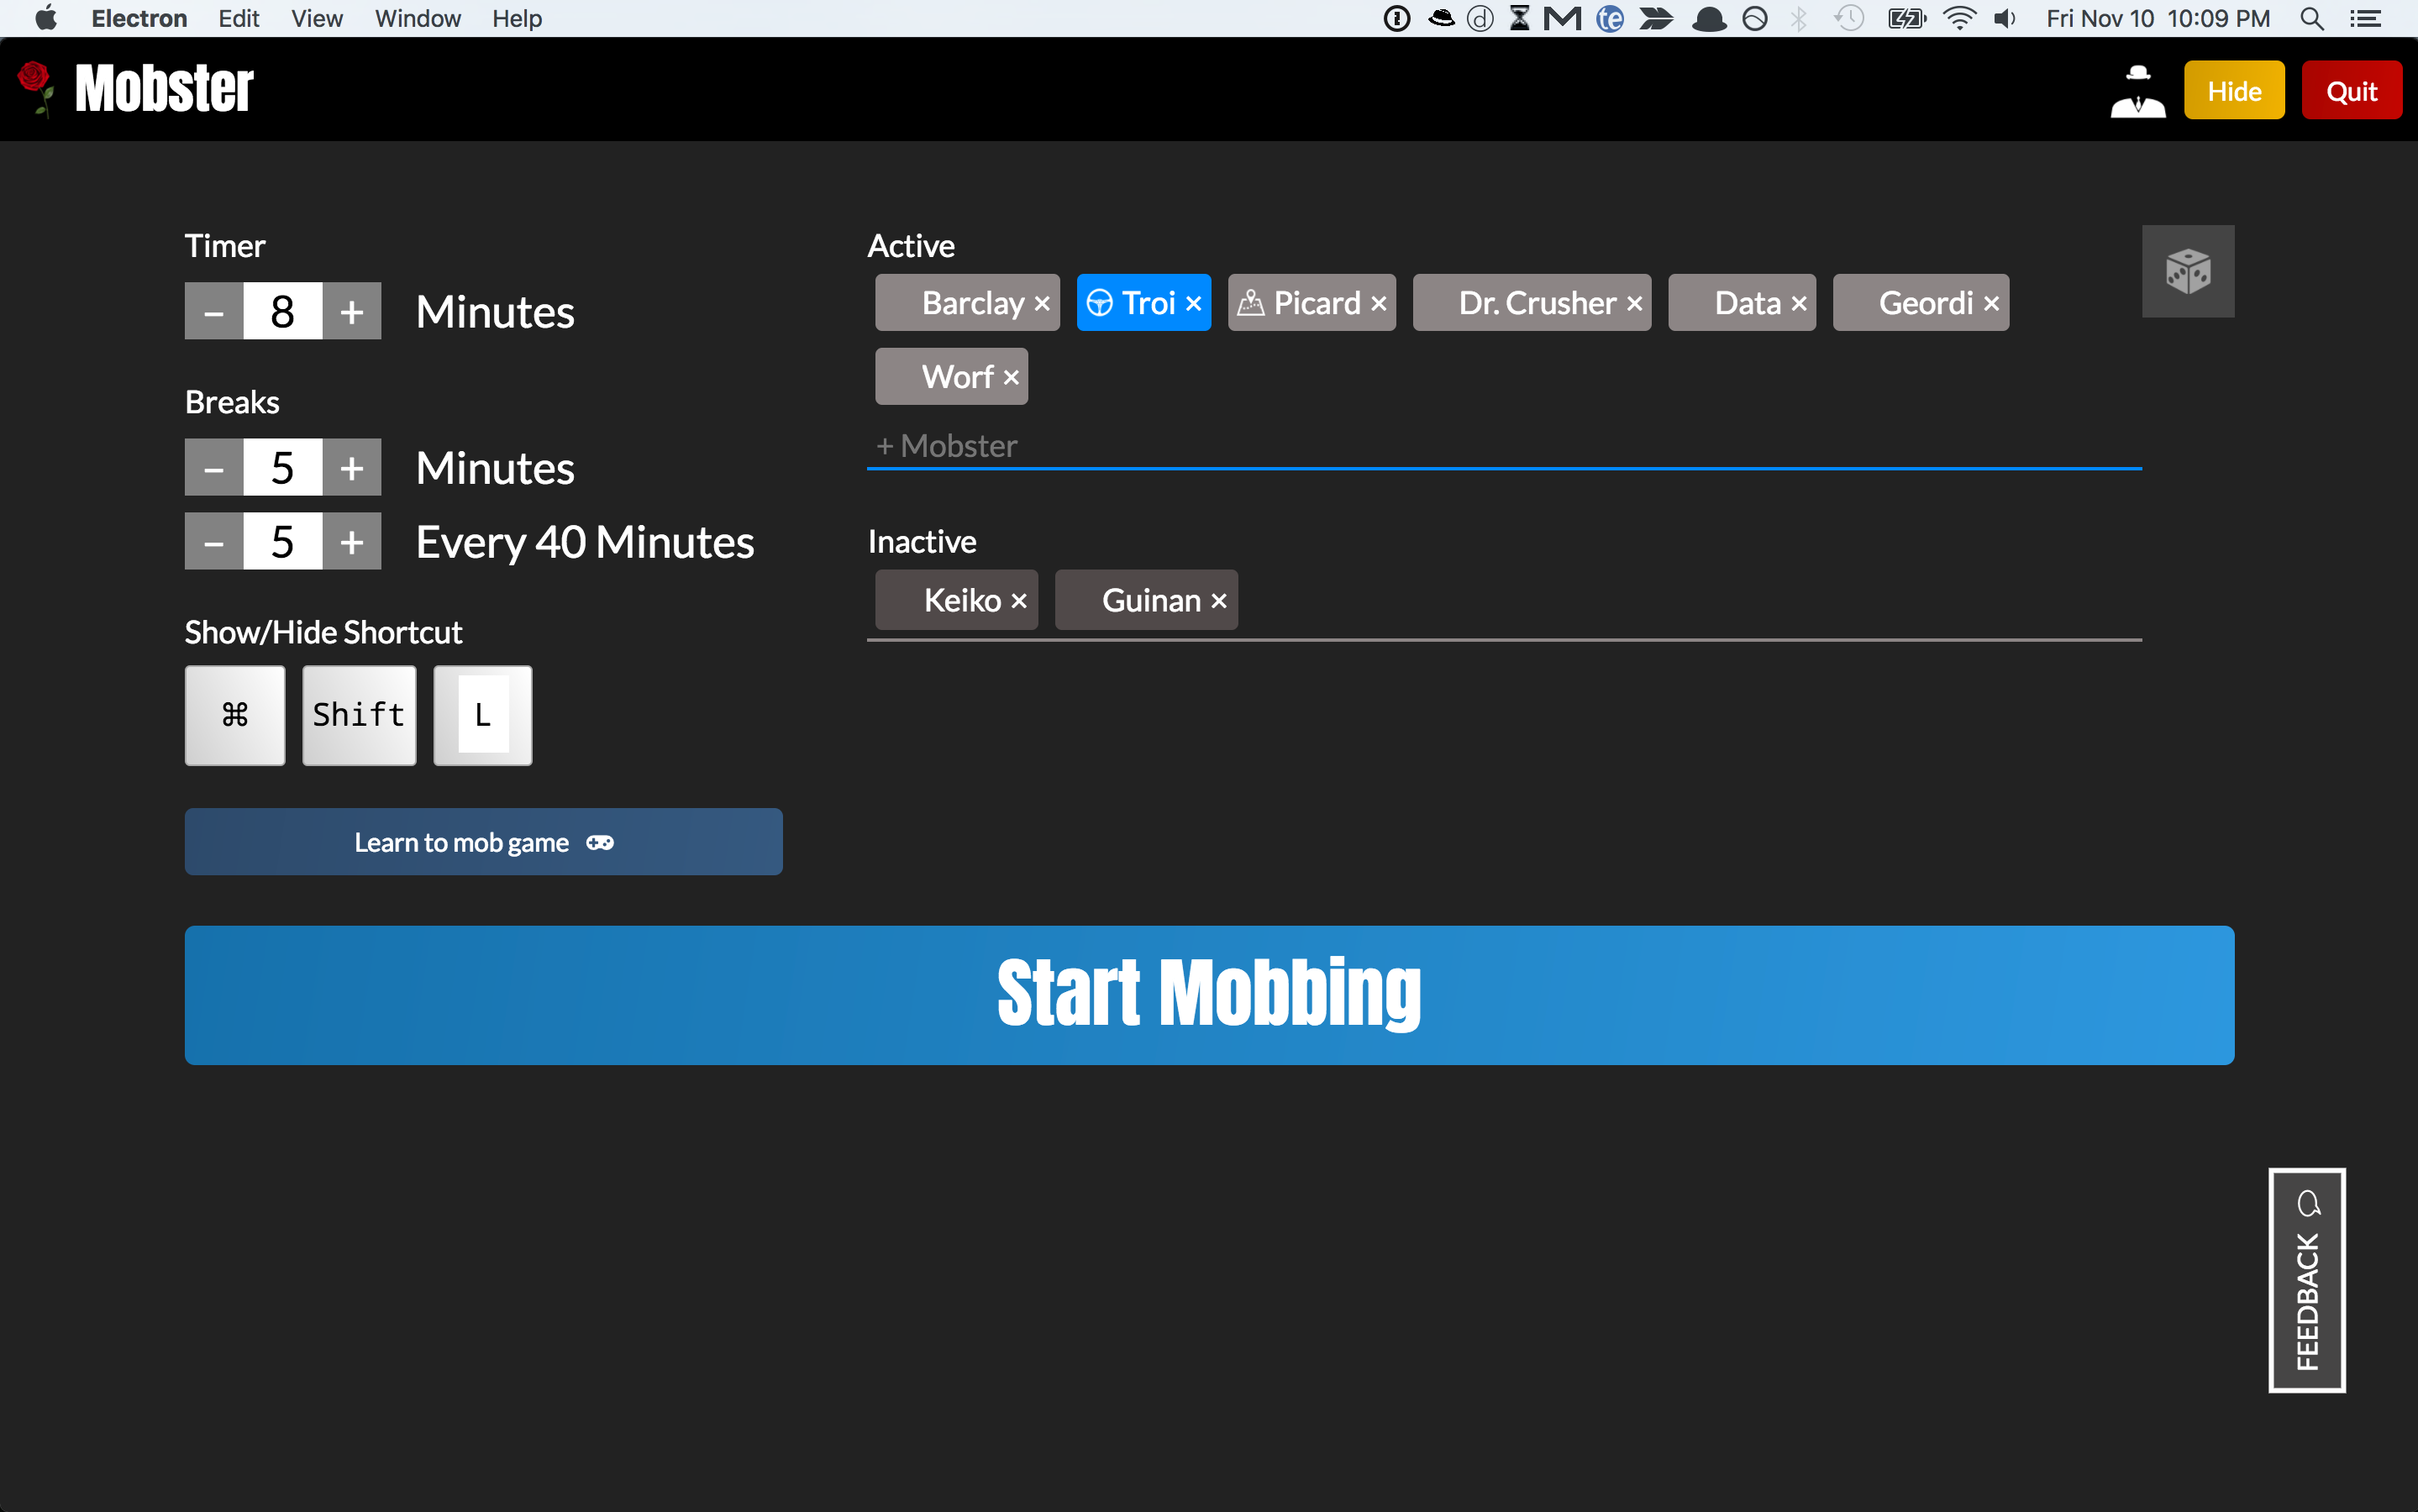 Electron Edit View Window Help Fri Nov 10 10:09 PM
Mobster Hide Quit
Timer
– 8 + Minutes
Breaks
– 5 + Minutes
– 5 + Every 40 Minutes
Show/Hide Shortcut
⌘ Shift L
Learn to mob game
Active
Barclay × Troi × Picard × Dr. Crusher × Data × Geordi ×
Worf ×
+ Mobster
Inactive
Keiko × Guinan ×
Start Mobbing
FEEDBACK